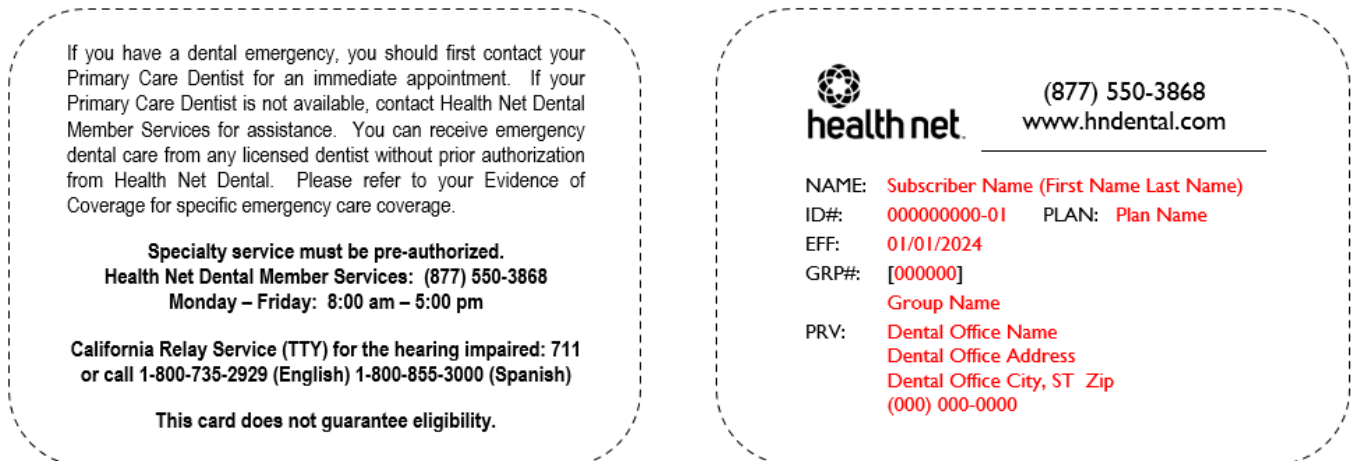 If you have a dental emergency, you should first contact your
Primary Care Dentist for an immediate appointment. If your
Primary Care Dentist is not available, contact Health Net Dental
Member Services for assistance. You can receive emergency
dental care from any licensed dentist without prior authorization
from Health Net Dental. Please refer to your Evidence of
Coverage for specific emergency care coverage.
Specialty service must be pre-authorized.
Health Net Dental Member Services: (877) 550-3868
Monday – Friday: 8:00 am – 5:00 pm
California Relay Service (TTY) for the hearing impaired: 711
or call 1-800-735-2929 (English) 1-800-855-3000 (Spanish)
This card does not guarantee eligibility.
health net.
(877) 550-3868
www.hndental.com
NAME: Subscriber Name (First Name Last Name)
ID#: 000000000-01 PLAN: Plan Name
EFF: 01/01/2024
GRP#: [000000]
Group Name
PRV: Dental Office Name
Dental Office Address
Dental Office City, ST Zip
(000) 000-0000